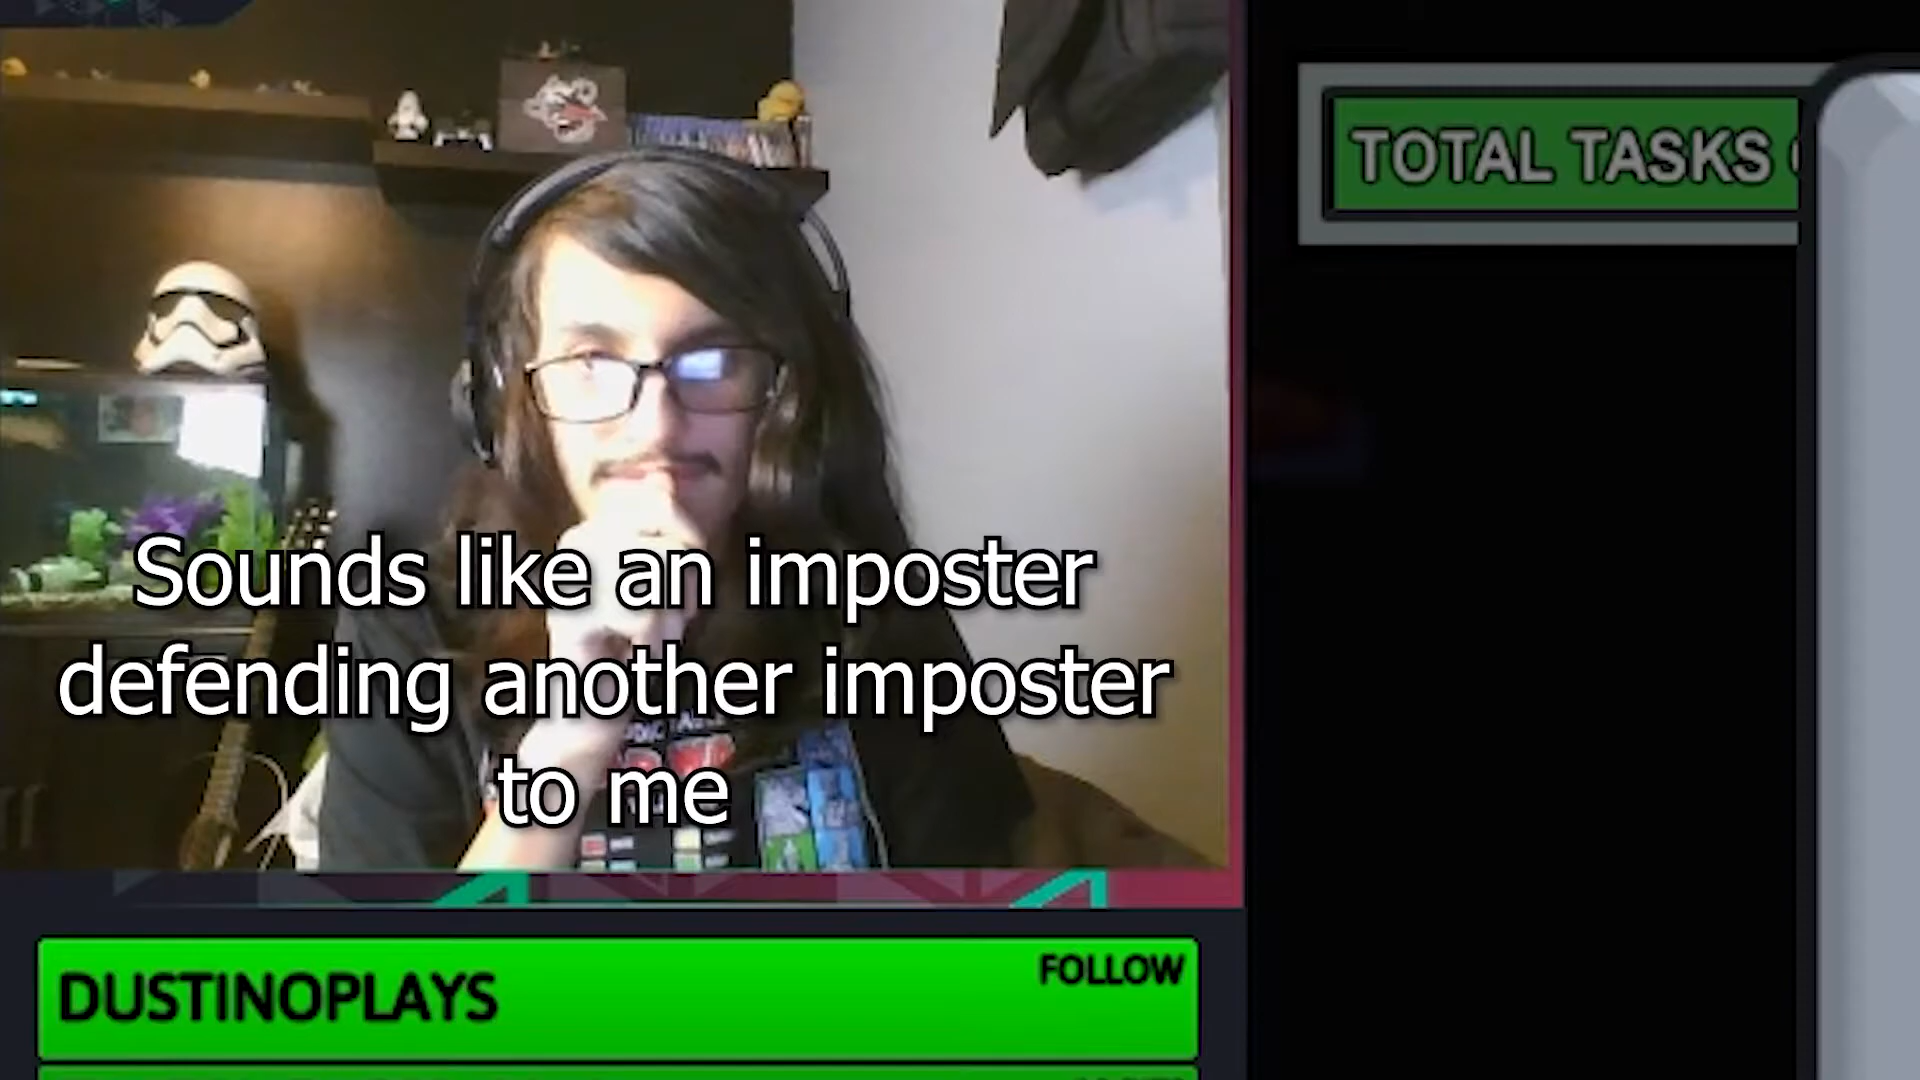 TOTAL TASKS
Sounds like an imposter
defending another imposter
to me
FOLLOW
DUSTINOPLAYS